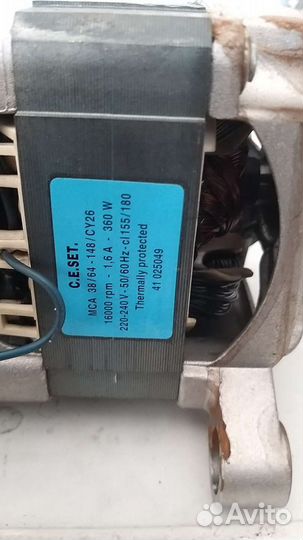 C.E.SET.
MCA 38/64-148/CY26
16000 rpm - 1,6 A - 360 W
220-240V-50/60Hz-cl155/180
Thermally protected
41 025049
Avito